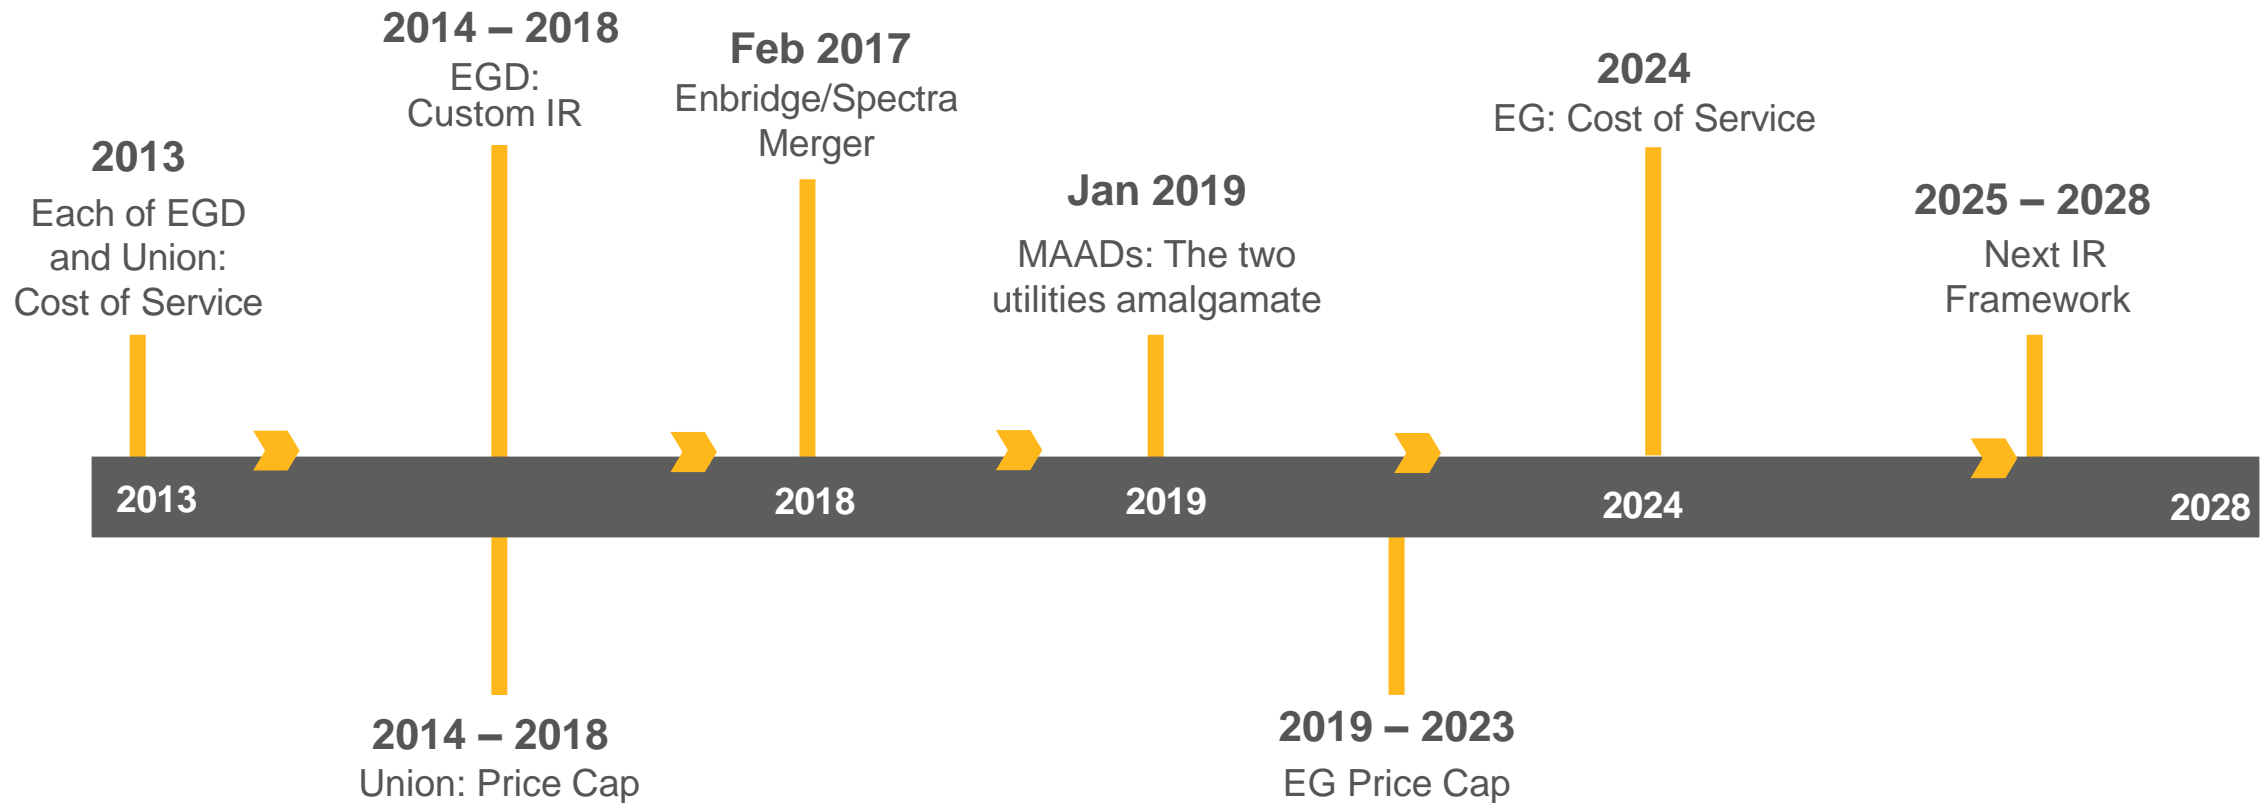 2013
Each of EGD
and Union:
Cost of Service
2014 – 2018
EGD:
Custom IR
Feb 2017
Enbridge/Spectra
Merger
Jan 2019
MAADs: The two
utilities amalgamate
2024
EG: Cost of Service
2025 – 2028
Next IR
Framework
2013
2018
2019
2024
2028
2014 – 2018
Union: Price Cap
2019 – 2023
EG Price Cap